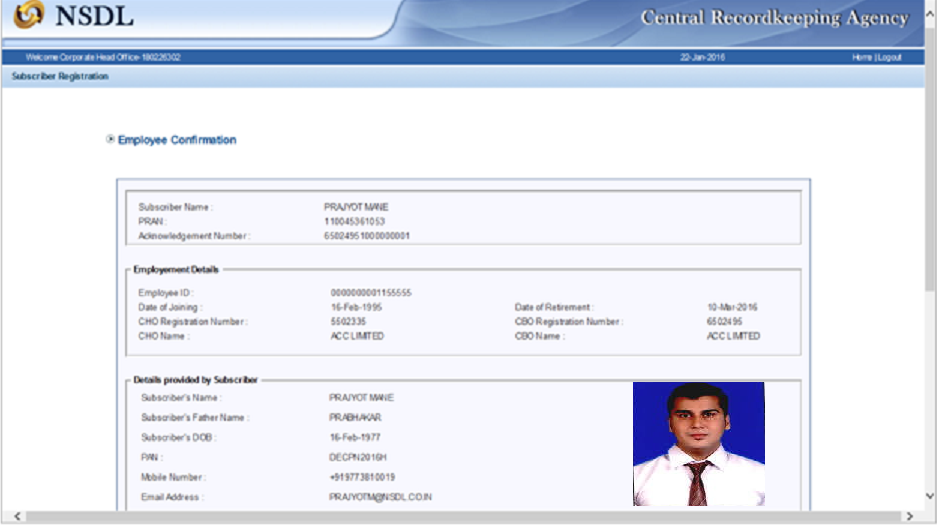 NSDL
Central Recordkeeping Agency
Welcome Corporate Head Office- 180226302 22-Jan-2016 Home | Logout
Subscriber Registration
Employee Confirmation
Subscriber Name : PRAJYOT MANE
PRAN : 110045361053
Acknowledgement Number : 65024951000000001
Employement Details
Employee ID : 0000000001155555
Date of Joining : 16-Feb-1995 Date of Retirement : 10-Mar-2016
CHO Registration Number : 5502335 CBO Registration Number : 6502495
CHO Name : ACC LIMITED CBO Name : ACC LIMITED
Details provided by Subscriber
Subscriber's Name : PRAJYOT MANE
Subscriber's Father Name : PRABHAKAR
Subscriber's DOB : 16-Feb-1977
PAN : DECPN2016H
Mobile Number : +919773810019
Email Address : PRAJYOTM@NSDL.CO.IN